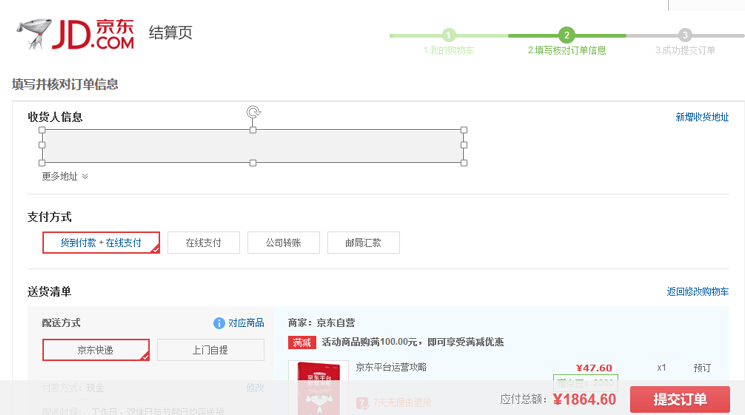 JD.COM 京东 结算页
1 2 3
1.我的购物车 2.填写核对订单信息 3.成功提交订单
填写并核对订单信息
收货人信息 新增收货地址
更多地址
支付方式
货到付款 + 在线支付 在线支付 公司转账 邮局汇款
送货清单 返回修改购物车
配送方式 对应商品 商家：京东自营
满减 活动商品购满100.00元，即可享受满减优惠
京东快递 上门自提
京东平台运营攻略 ¥47.60 x1 预订
付款方式：现金 修改
京东平台
7天无理由退货
应付总额：¥1864.60 提交订单